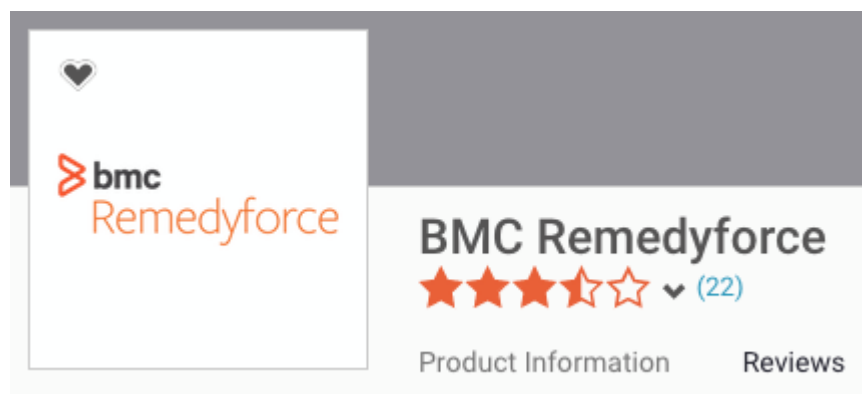 bmc
Remedyforce
BMC Remedyforce
(22)
Product Information Reviews